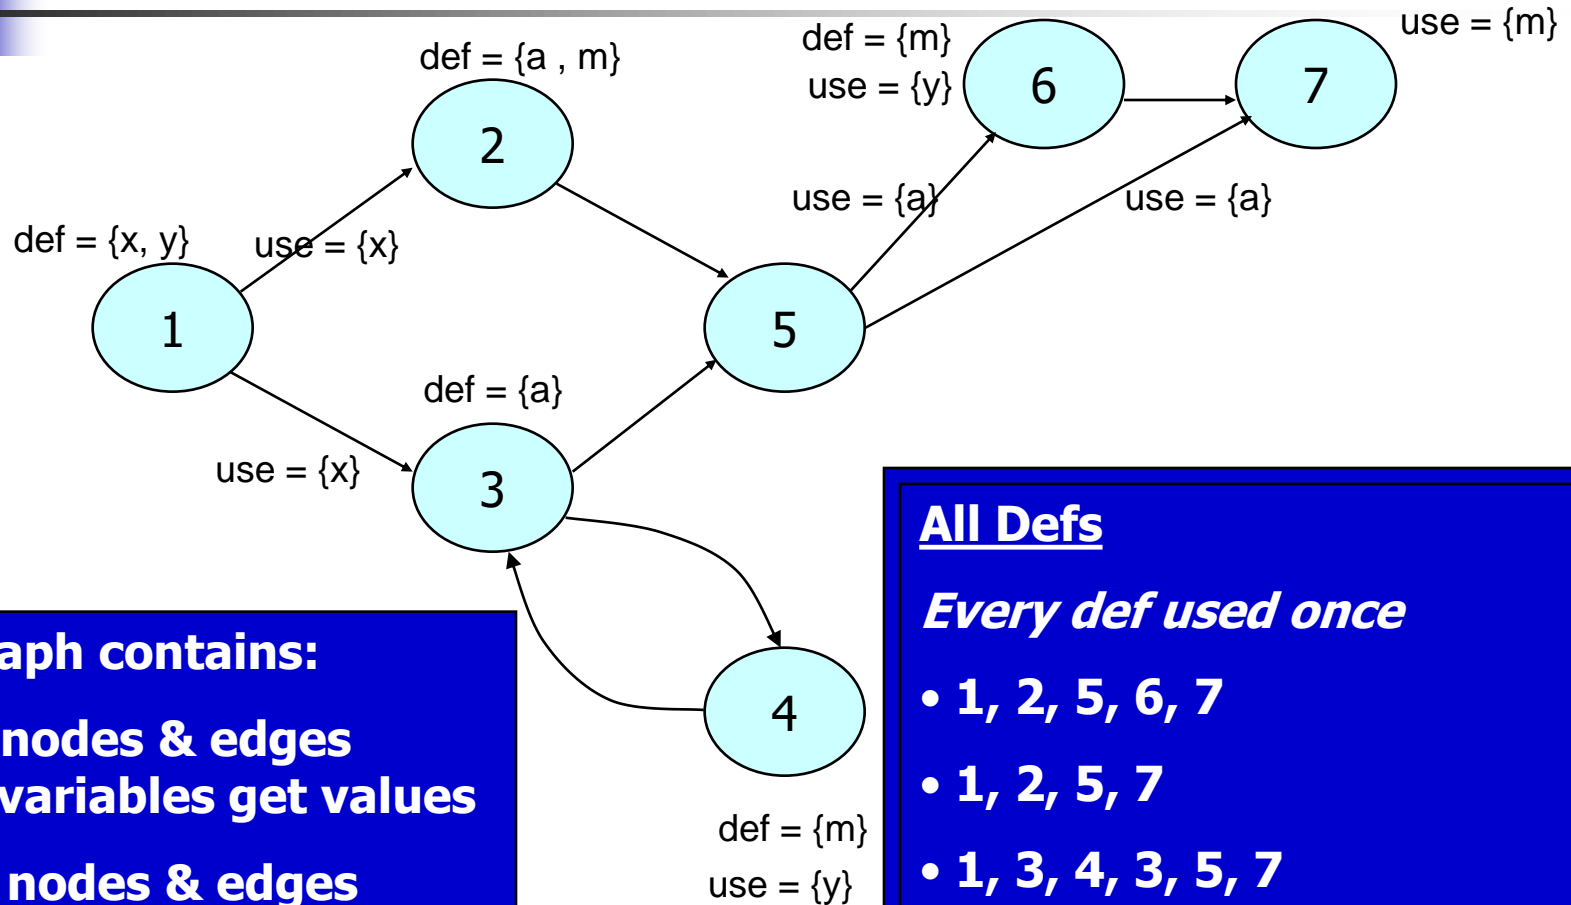 def = {a , m}
def = {m}
use = {y}
6
7
use = {m}
2
use = {a}
use = {a}
def = {x, y}
use = {x}
1
5
def = {a}
use = {x}
3
4
def = {m}
use = {y}
aph contains:
nodes & edges
variables get values
nodes & edges
All Defs
Every def used once
• 1, 2, 5, 6, 7
• 1, 2, 5, 7
• 1, 3, 4, 3, 5, 7